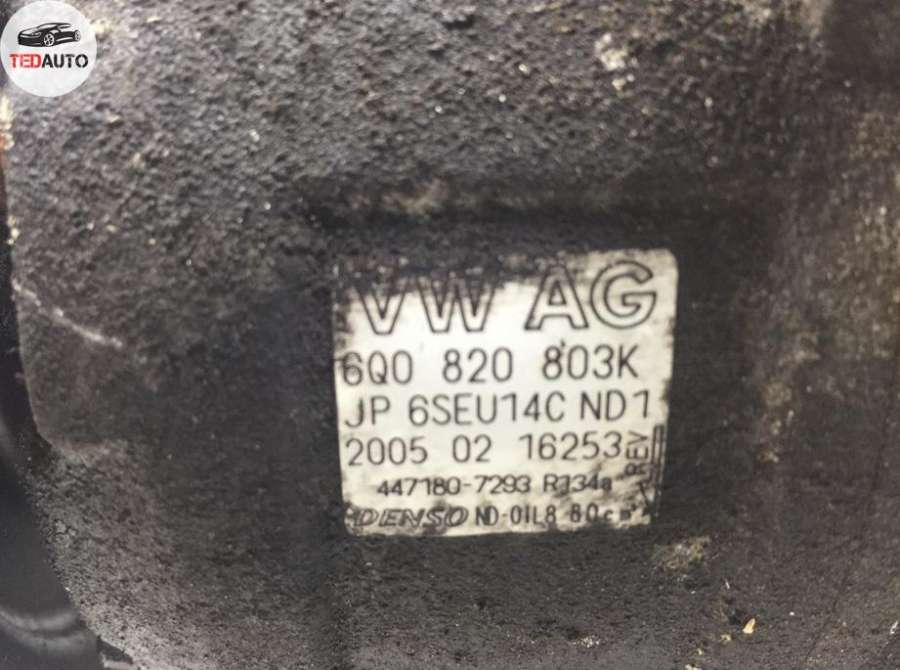 TEDAUTO
VW AG
6Q0 820 803K
JP 6SEU14C ND1
2005 02 16253
REV
447180-7293 R134a
DENSO ND-OIL8 80cm³